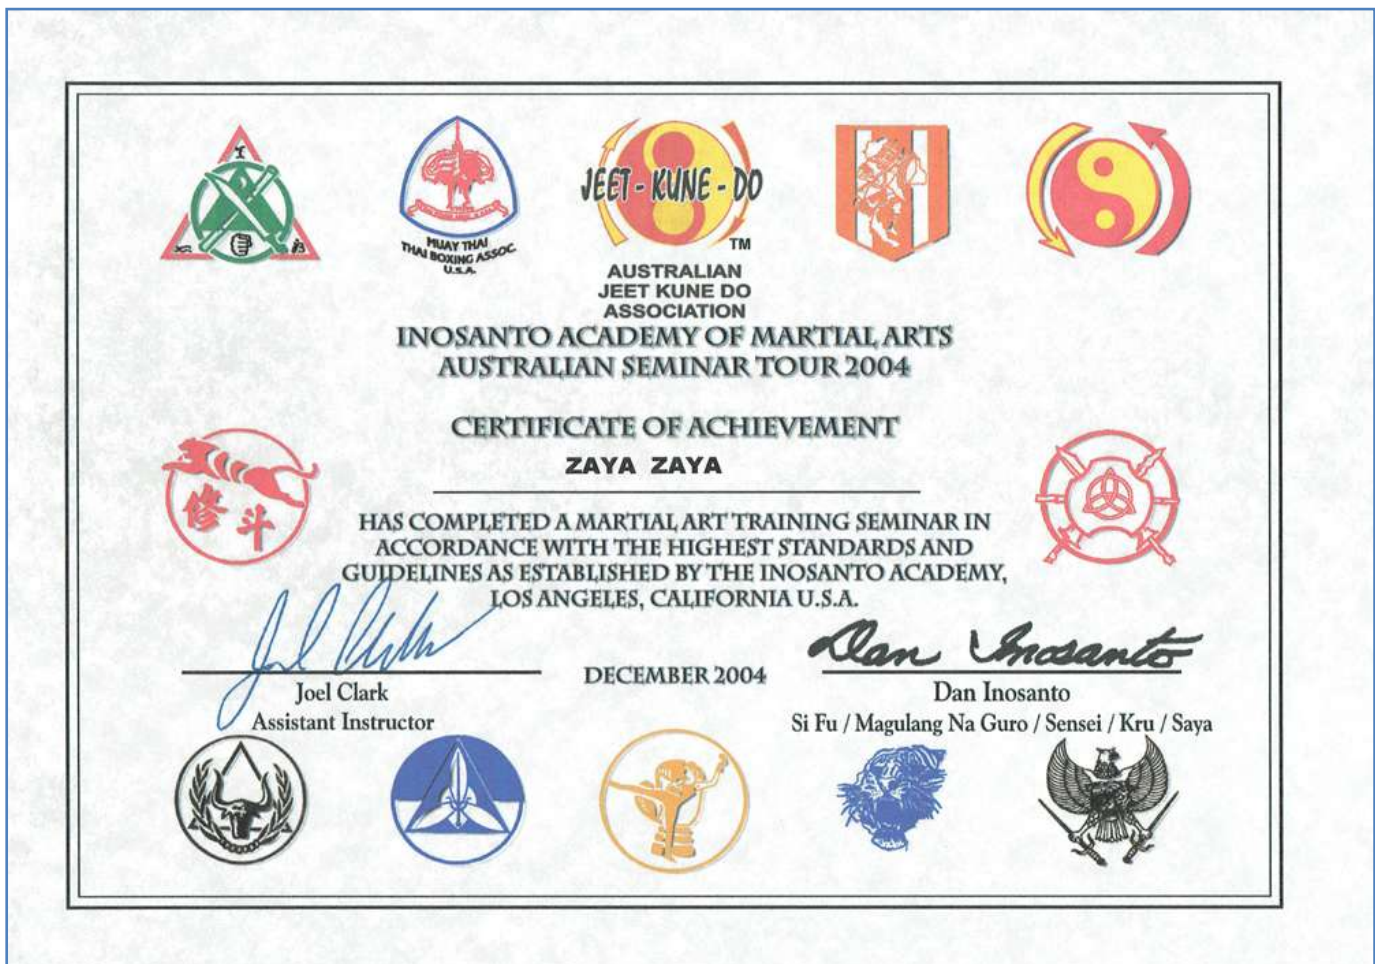 MUAY THAI
THAI BOXING ASSOC.
U.S.A.
JEET - KUNE - DO
TM
AUSTRALIAN
JEET KUNE DO
ASSOCIATION
INOSANTO ACADEMY OF MARTIAL ARTS
AUSTRALIAN SEMINAR TOUR 2004
CERTIFICATE OF ACHIEVEMENT
ZAYA ZAYA
修斗
HAS COMPLETED A MARTIAL ART TRAINING SEMINAR IN
ACCORDANCE WITH THE HIGHEST STANDARDS AND
GUIDELINES AS ESTABLISHED BY THE INOSANTO ACADEMY,
LOS ANGELES, CALIFORNIA U.S.A.
Dan Inosanto
DECEMBER 2004
Joel Clark
Assistant Instructor
Dan Inosanto
Si Fu / Magulang Na Guro / Sensei / Kru / Saya